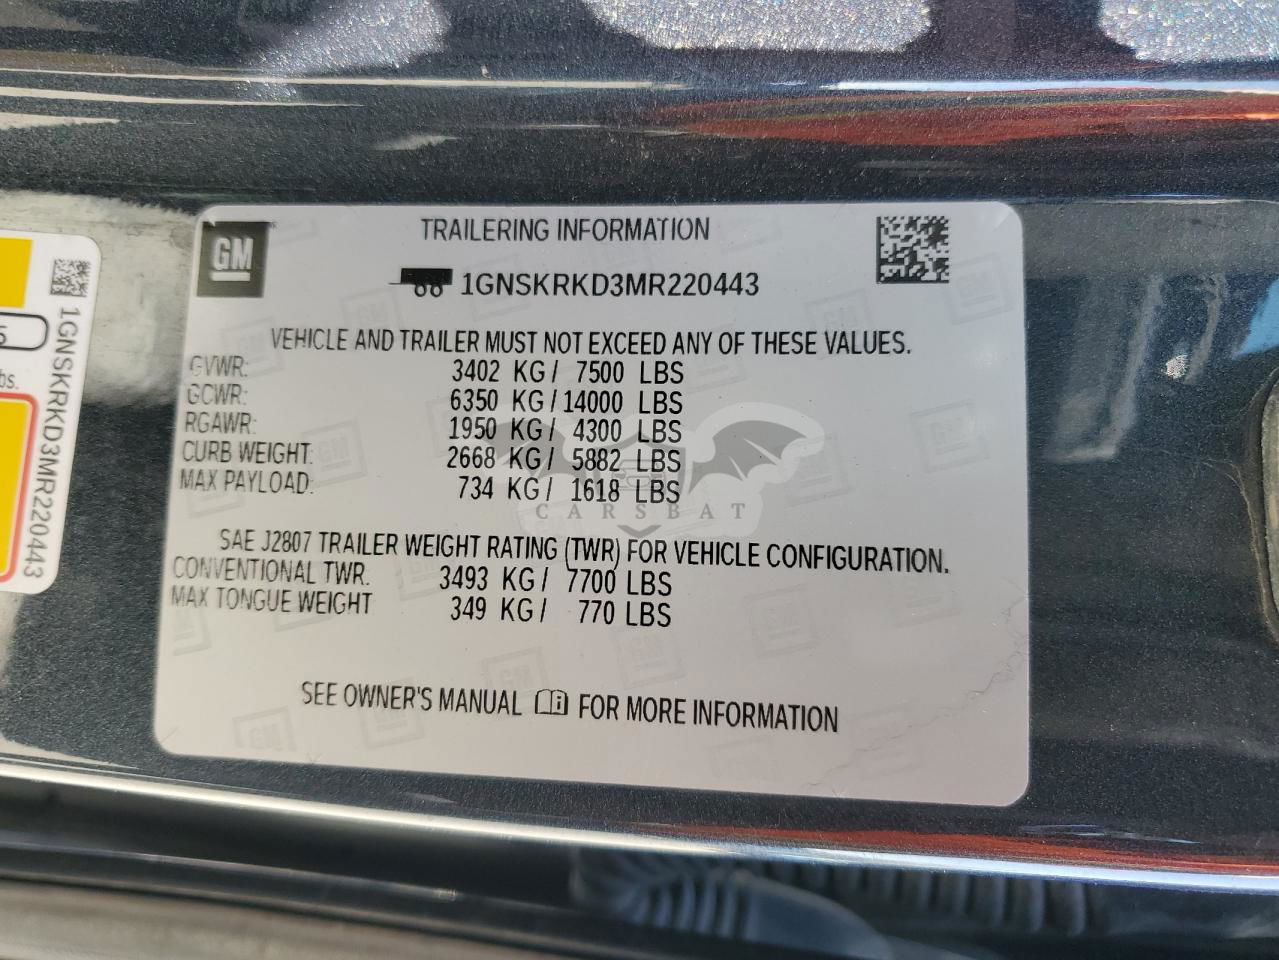 GM
TRAILERING INFORMATION
1GNSKRKD3MR220443
VEHICLE AND TRAILER MUST NOT EXCEED ANY OF THESE VALUES.
GVWR: 3402 KG/ 7500 LBS
GCWR: 6350 KG/14000 LBS
RGAWR: 1950 KG/ 4300 LBS
CURB WEIGHT: 2668 KG/ 5882 LBS
MAX PAYLOAD: 734 KG/ 1618 LBS
CARSBAT
SAE J2807 TRAILER WEIGHT RATING (TWR) FOR VEHICLE CONFIGURATION.
CONVENTIONAL TWR. 3493 KG/ 7700 LBS
MAX TONGUE WEIGHT 349 KG/ 770 LBS
SEE OWNER'S MANUAL FOR MORE INFORMATION
1GNSKRKD3MR220443
5
bs.